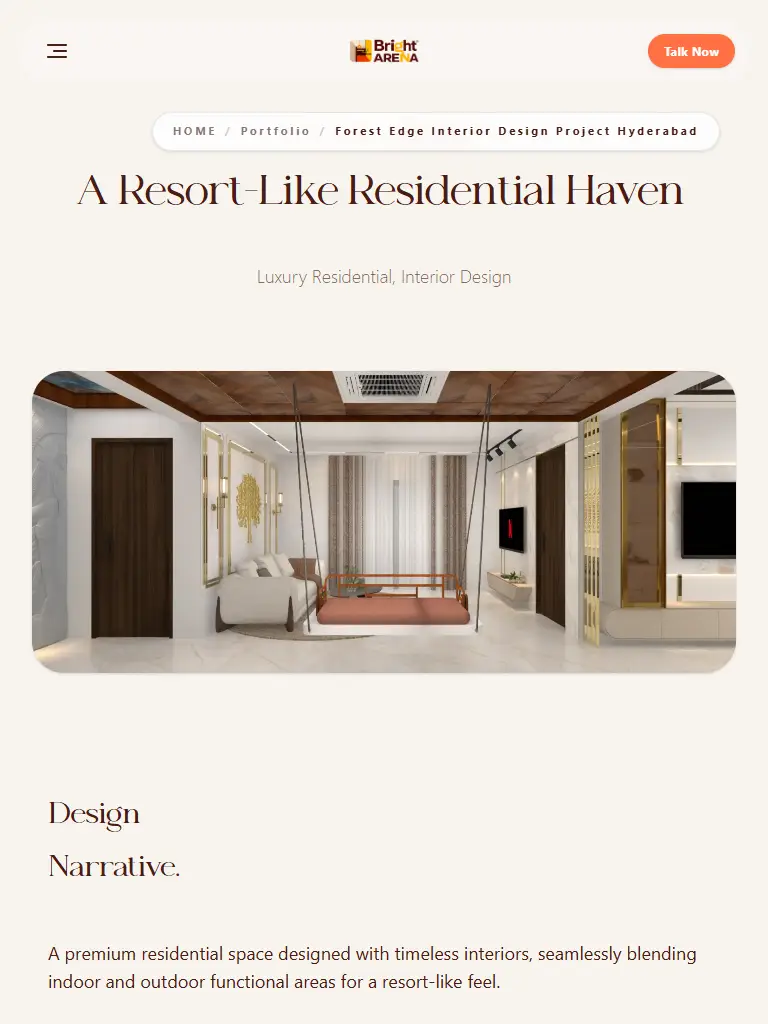 Bright
ARENA
Talk Now
HOME / Portfolio / Forest Edge Interior Design Project Hyderabad
A Resort-Like Residential Haven
Luxury Residential, Interior Design
Design
Narrative.
A premium residential space designed with timeless interiors, seamlessly blending
indoor and outdoor functional areas for a resort-like feel.